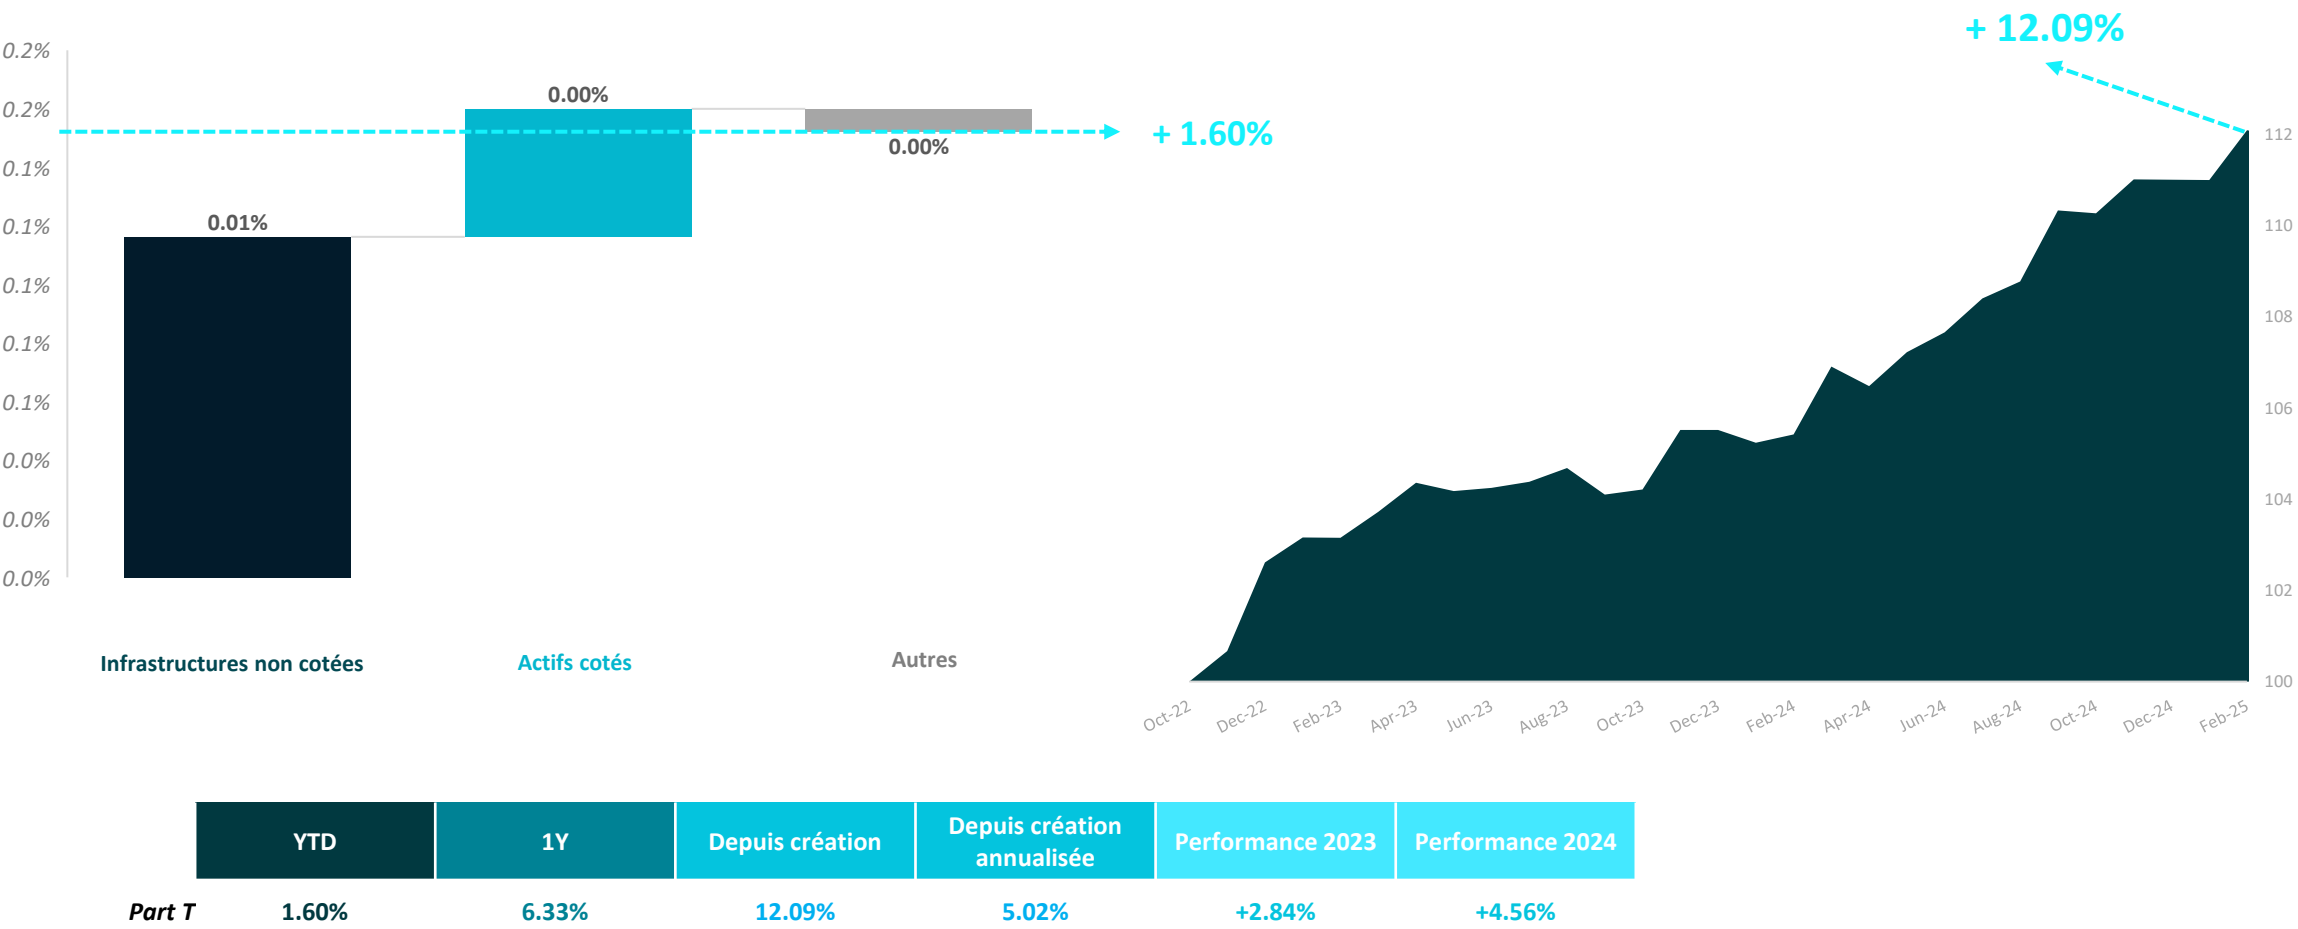 + 12.09%
0.2%
0.2%
0.1%
0.1%
0.1%
0.1%
0.1%
0.0%
0.0%
0.0%
0.01%
0.00%
0.00%
+ 1.60%
Infrastructures non cotées
Actifs cotés
Autres
112
110
108
106
104
102
100
Oct-22
Dec-22
Feb-23
Apr-23
Jun-23
Aug-23
Oct-23
Dec-23
Feb-24
Apr-24
Jun-24
Aug-24
Oct-24
Dec-24
Feb-25
YTD
1Y
Depuis création
Depuis création
annualisée
Performance 2023
Performance 2024
Part T 1.60% 6.33% 12.09% 5.02% +2.84% +4.56%